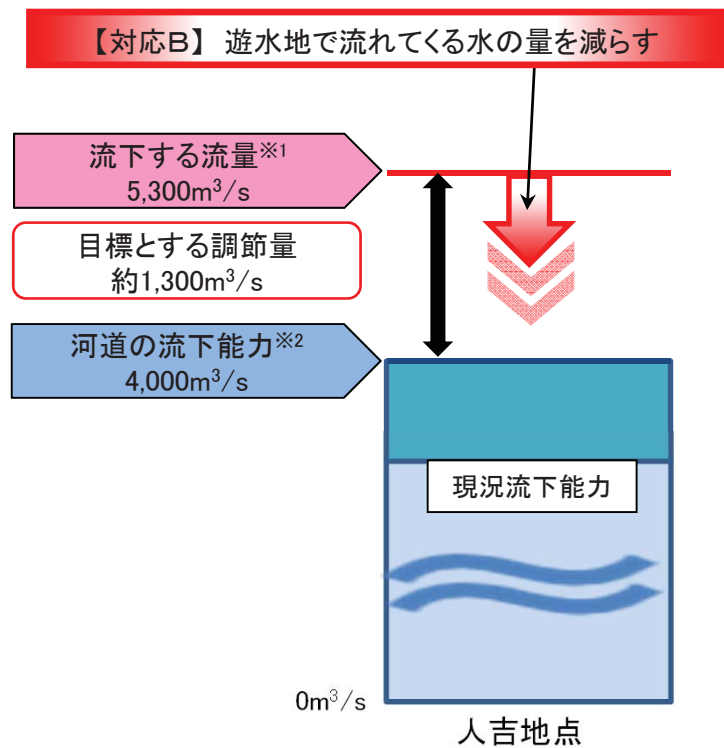 【対応B】 遊水地で流れてくる水の量を減らす
流下する流量※1
5,300m³/s
目標とする調節量
約1,300m³/s
河道の流下能力※2
4,000m³/s
現況流下能力
0m³/s
人吉地点